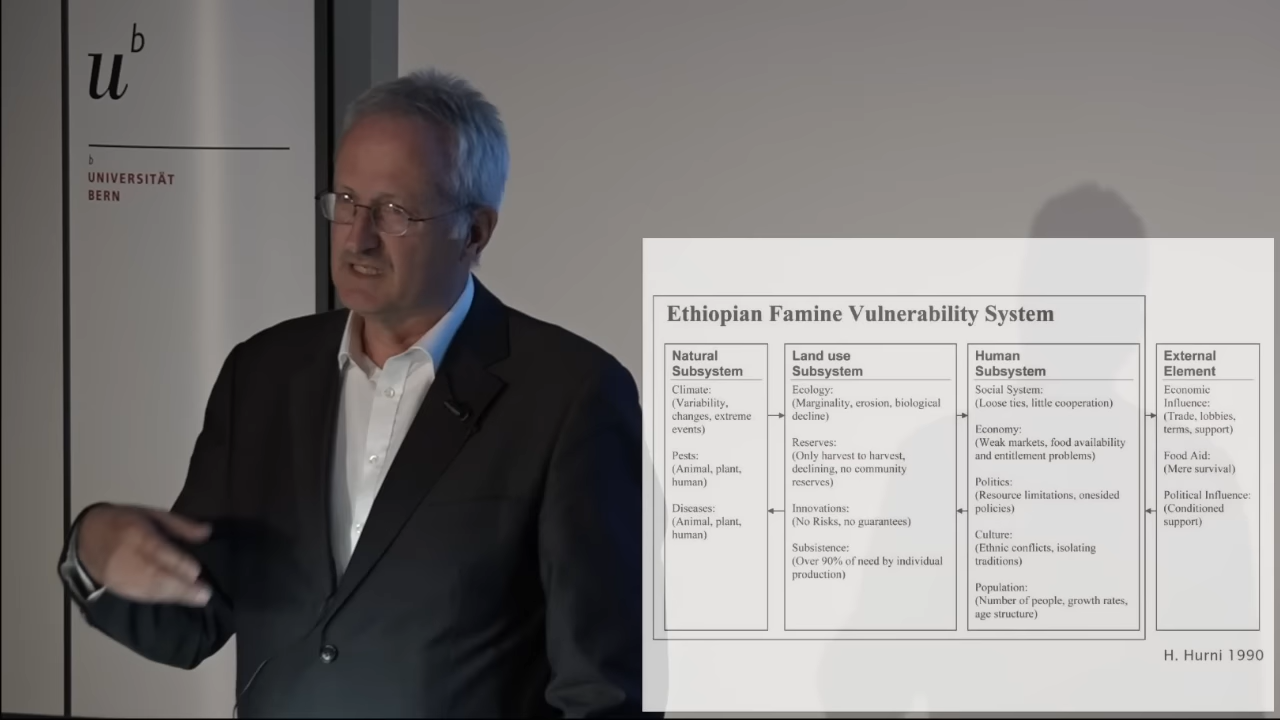 u
b
b
UNIVERSITÄT
BERN
Ethiopian Famine Vulnerability System
Natural
Subsystem
Climate:
(Variability,
changes, extreme
events)
Pests:
(Animal, plant,
human)
Diseases:
(Animal, plant,
human)
Land use
Subsystem
Ecology:
(Marginality, erosion, biological
decline)
Reserves:
(Only harvest to harvest,
declining, no community
reserves)
Innovations:
(No Risks, no guarantees)
Subsistence:
(Over 90% of need by individual
production)
Human
Subsystem
Social System:
(Loose ties, little cooperation)
Economy:
(Weak markets, food availability
and entitlement problems)
Politics:
(Resource limitations, onesided
policies)
Culture:
(Ethnic conflicts, isolating
traditions)
Population:
(Number of people, growth rates,
age structure)
External
Element
Economic
Influence:
(Trade, lobbies,
terms, support)
Food Aid:
(Mere survival)
Political Influence:
(Conditioned
support)
H. Hurni 1990